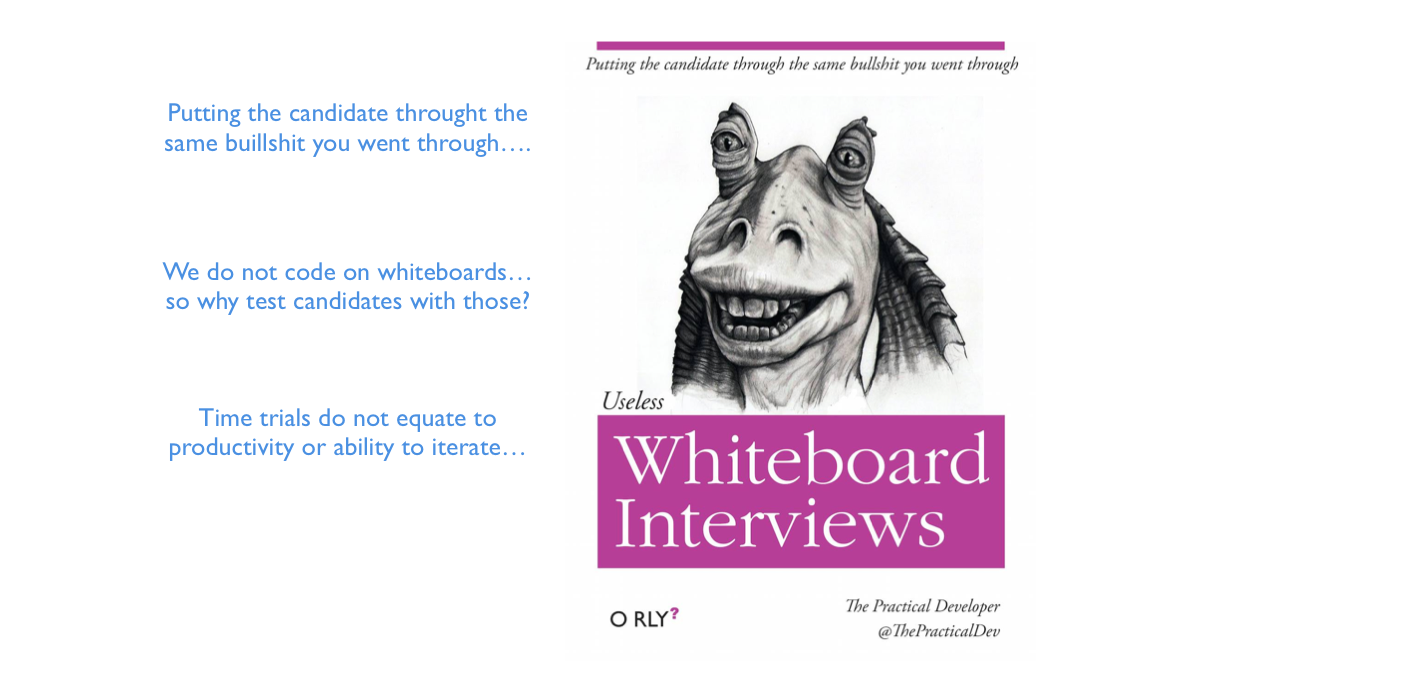 Putting the candidate throught the
same buillshit you went through….
We do not code on whiteboards…
so why test candidates with those?
Time trials do not equate to
productivity or ability to iterate…
Putting the candidate through the same bullshit you went through
Useless
Whiteboard
Interviews
O RLY?
The Practical Developer
@ThePracticalDev